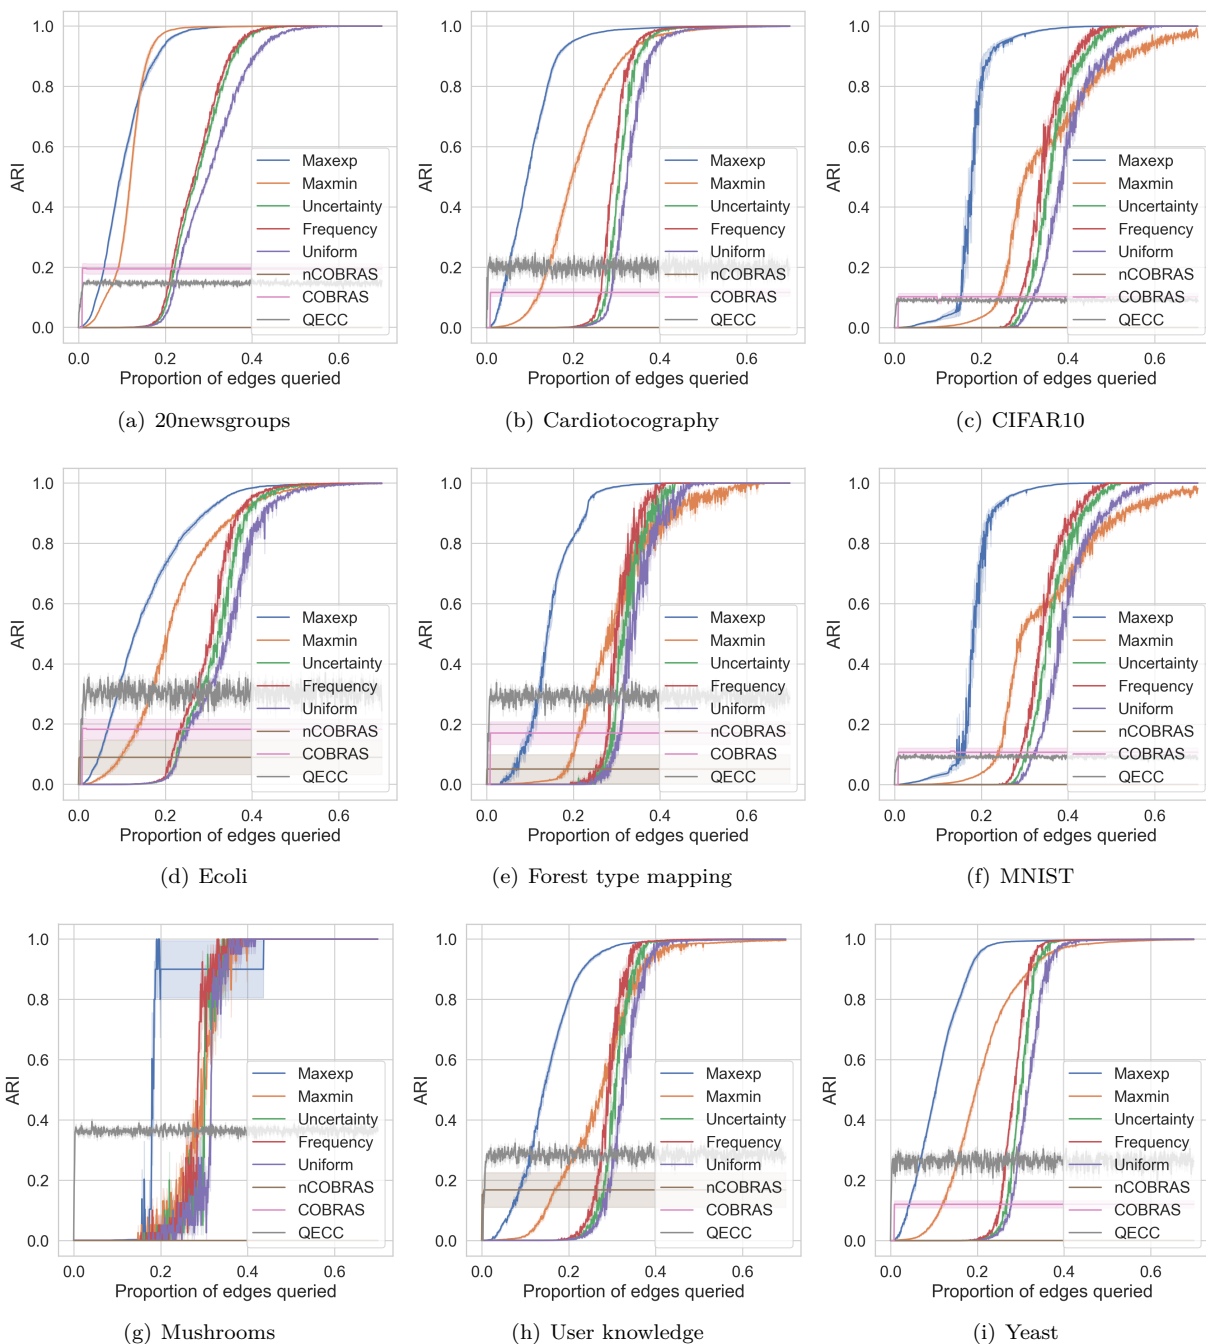 1.0
0.8
0.6
0.4
0.2
0.0
ARI
Maxexp
Maxmin
Uncertainty
Frequency
Uniform
nCOBRAS
COBRAS
QECC
0.0 0.2 0.4 0.6
Proportion of edges queried
(a) 20newsgroups
1.0
0.8
0.6
0.4
0.2
0.0
ARI
Maxexp
Maxmin
Uncertainty
Frequency
Uniform
nCOBRAS
COBRAS
QECC
0.0 0.2 0.4 0.6
Proportion of edges queried
(b) Cardiotocography
1.0
0.8
0.6
0.4
0.2
0.0
ARI
Maxexp
Maxmin
Uncertainty
Frequency
Uniform
nCOBRAS
COBRAS
QECC
0.0 0.2 0.4 0.6
Proportion of edges queried
(c) CIFAR10
1.0
0.8
0.6
0.4
0.2
0.0
ARI
Maxexp
Maxmin
Uncertainty
Frequency
Uniform
nCOBRAS
COBRAS
QECC
0.0 0.2 0.4 0.6
Proportion of edges queried
(d) Ecoli
1.0
0.8
0.6
0.4
0.2
0.0
ARI
Maxexp
Maxmin
Uncertainty
Frequency
Uniform
nCOBRAS
COBRAS
QECC
0.0 0.2 0.4 0.6
Proportion of edges queried
(e) Forest type mapping
1.0
0.8
0.6
0.4
0.2
0.0
ARI
Maxexp
Maxmin
Uncertainty
Frequency
Uniform
nCOBRAS
COBRAS
QECC
0.0 0.2 0.4 0.6
Proportion of edges queried
(f) MNIST
1.0
0.8
0.6
0.4
0.2
0.0
ARI
Maxexp
Maxmin
Uncertainty
Frequency
Uniform
nCOBRAS
COBRAS
QECC
0.0 0.2 0.4 0.6
Proportion of edges queried
(g) Mushrooms
1.0
0.8
0.6
0.4
0.2
0.0
ARI
Maxexp
Maxmin
Uncertainty
Frequency
Uniform
nCOBRAS
COBRAS
QECC
0.0 0.2 0.4 0.6
Proportion of edges queried
(h) User knowledge
1.0
0.8
0.6
0.4
0.2
0.0
ARI
Maxexp
Maxmin
Uncertainty
Frequency
Uniform
nCOBRAS
COBRAS
QECC
0.0 0.2 0.4 0.6
Proportion of edges queried
(i) Yeast